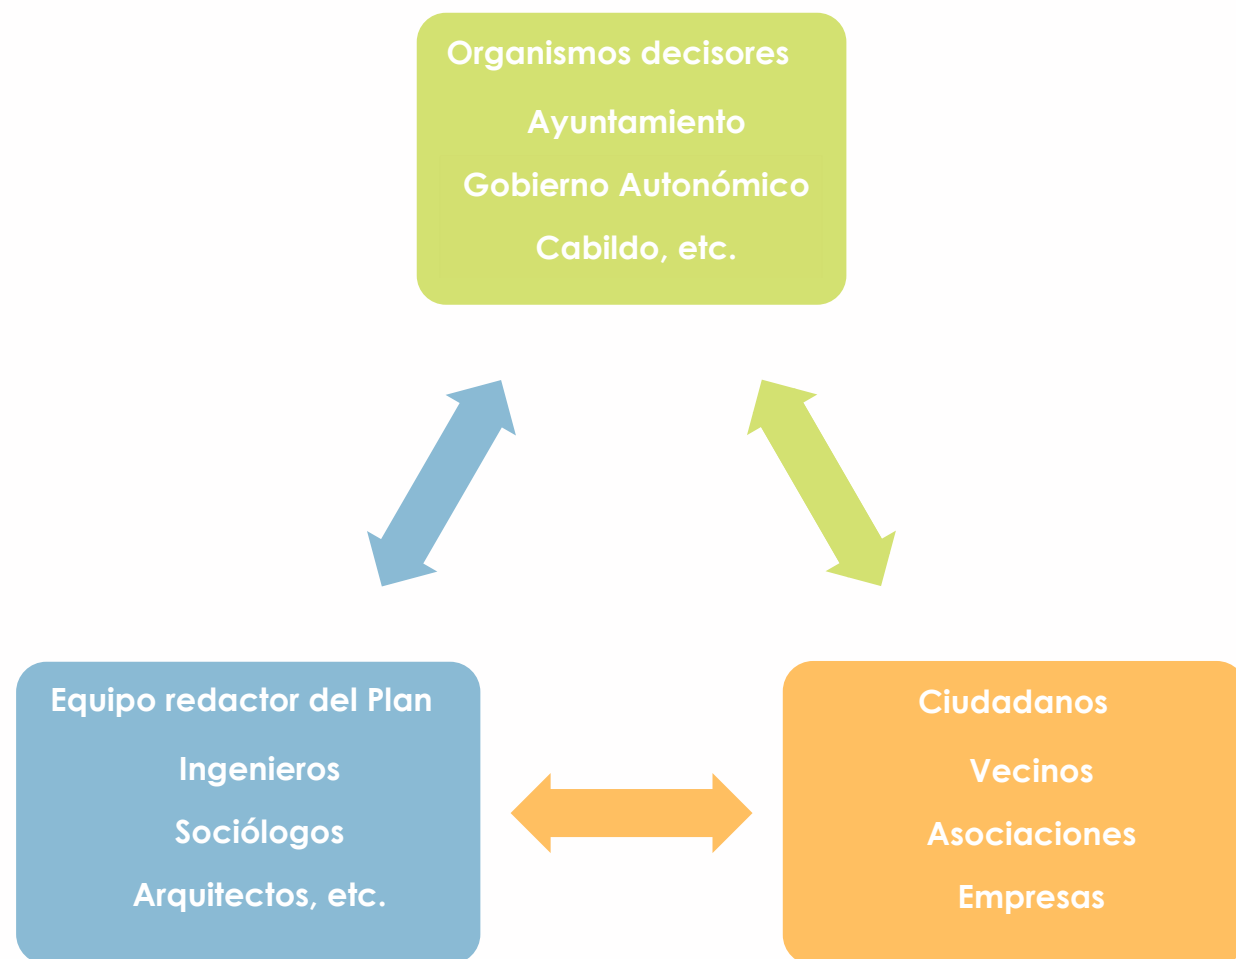 Organismos decisores
Ayuntamiento
Gobierno Autonómico
Cabildo, etc.
Equipo redactor del Plan
Ingenieros
Sociólogos
Arquitectos, etc.
Ciudadanos
Vecinos
Asociaciones
Empresas